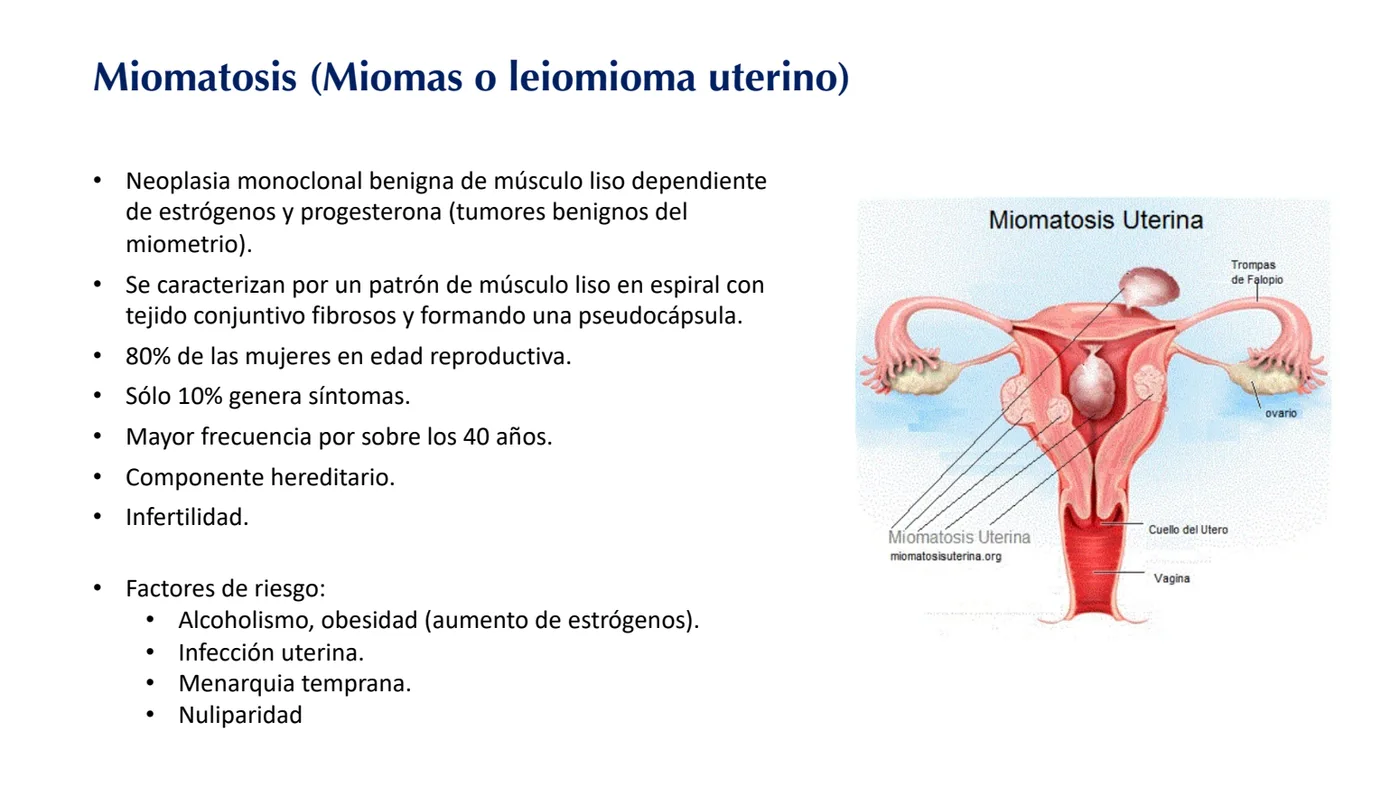 Miomatosis (Miomas o leiomioma uterino)
• Neoplasia monoclonal benigna de músculo liso dependiente
de estrógenos y progesterona (tumores benignos del
miometrio).
• Se caracterizan por un patrón de músculo liso en espiral con
tejido conjuntivo fibrosos y formando una pseudocápsula.
• 80% de las mujeres en edad reproductiva.
• Sólo 10% genera síntomas.
• Mayor frecuencia por sobre los 40 años.
• Componente hereditario.
• Infertilidad.
• Factores de riesgo:
• Alcoholismo, obesidad (aumento de estrógenos).
• Infección uterina.
• Menarquia temprana.
• Nuliparidad
Miomatosis Uterina
Trompas
de Falopio
ovario
Miomatosis Uterina
miomatosisuterina.org
Cuello del Utero
Vagina